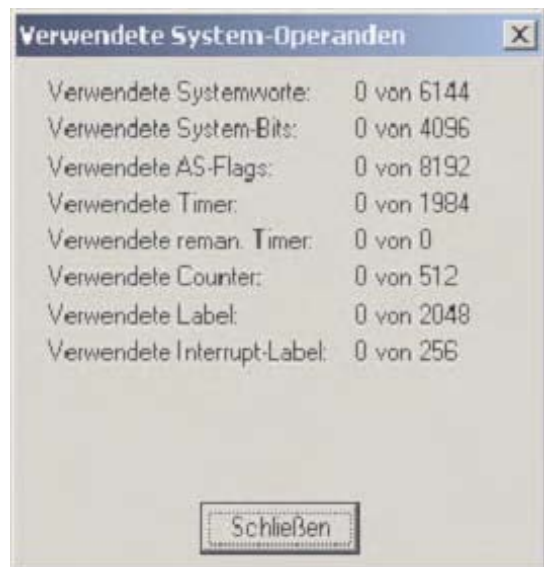 Verwendete System-Operanden
Verwendete Systemworte: 0 von 6144
Verwendete System-Bits: 0 von 4096
Verwendete AS-Flags: 0 von 8192
Verwendete Timer: 0 von 1984
Verwendete reman. Timer: 0 von 0
Verwendete Counter: 0 von 512
Verwendete Label: 0 von 2048
Verwendete Interrupt-Label: 0 von 256
Schließen